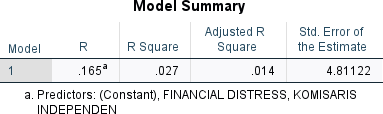 Model Summary
Model R R Square Adjusted R Square Std. Error of the Estimate
1 .165a .027 .014 4.81122
a. Predictors: (Constant), FINANCIAL DISTRESS, KOMISARIS
INDEPENDEN